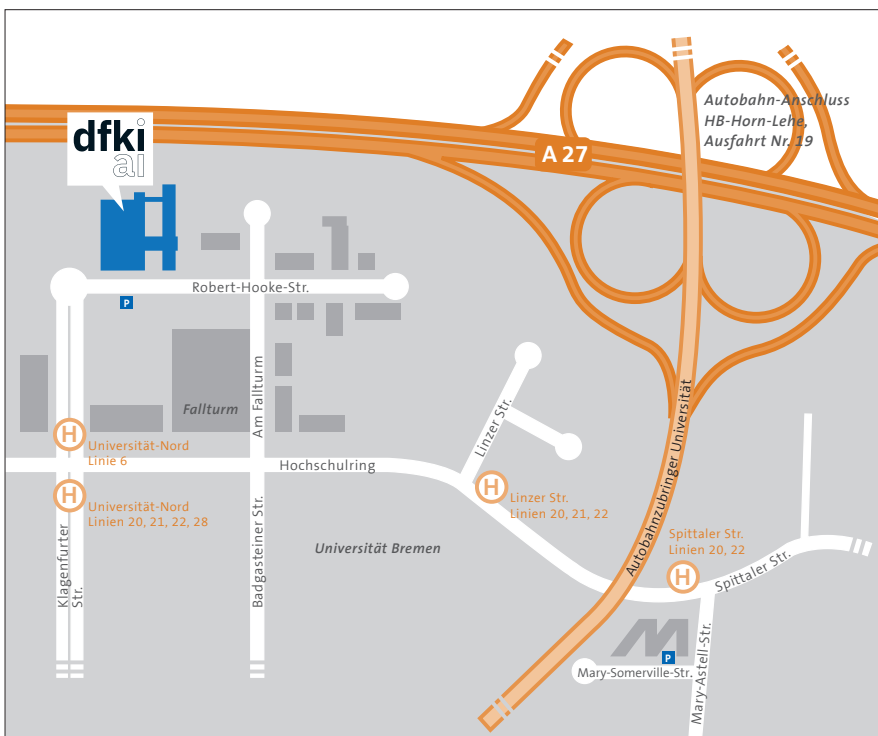 Autobahn-Anschluss
HB-Horn-Lehe,
Ausfahrt Nr. 19
dfki
ai
A 27
Robert-Hooke-Str.
P
Am Fallturm
Fallturm
Linzer Str.
Autobahnzubringer Universität
H
Universität-Nord
Linie 6
Hochschulring
H
Universität-Nord
Linien 20, 21, 22, 28
H
Linzer Str.
Linien 20, 21, 22
Klagenfurter
Str.
Badgasteiner Str.
Universität Bremen
Spittaler Str.
Linien 20, 22
H
Spittaler Str.
P
Mary-Somerville-Str.
Mary-Astell-Str.